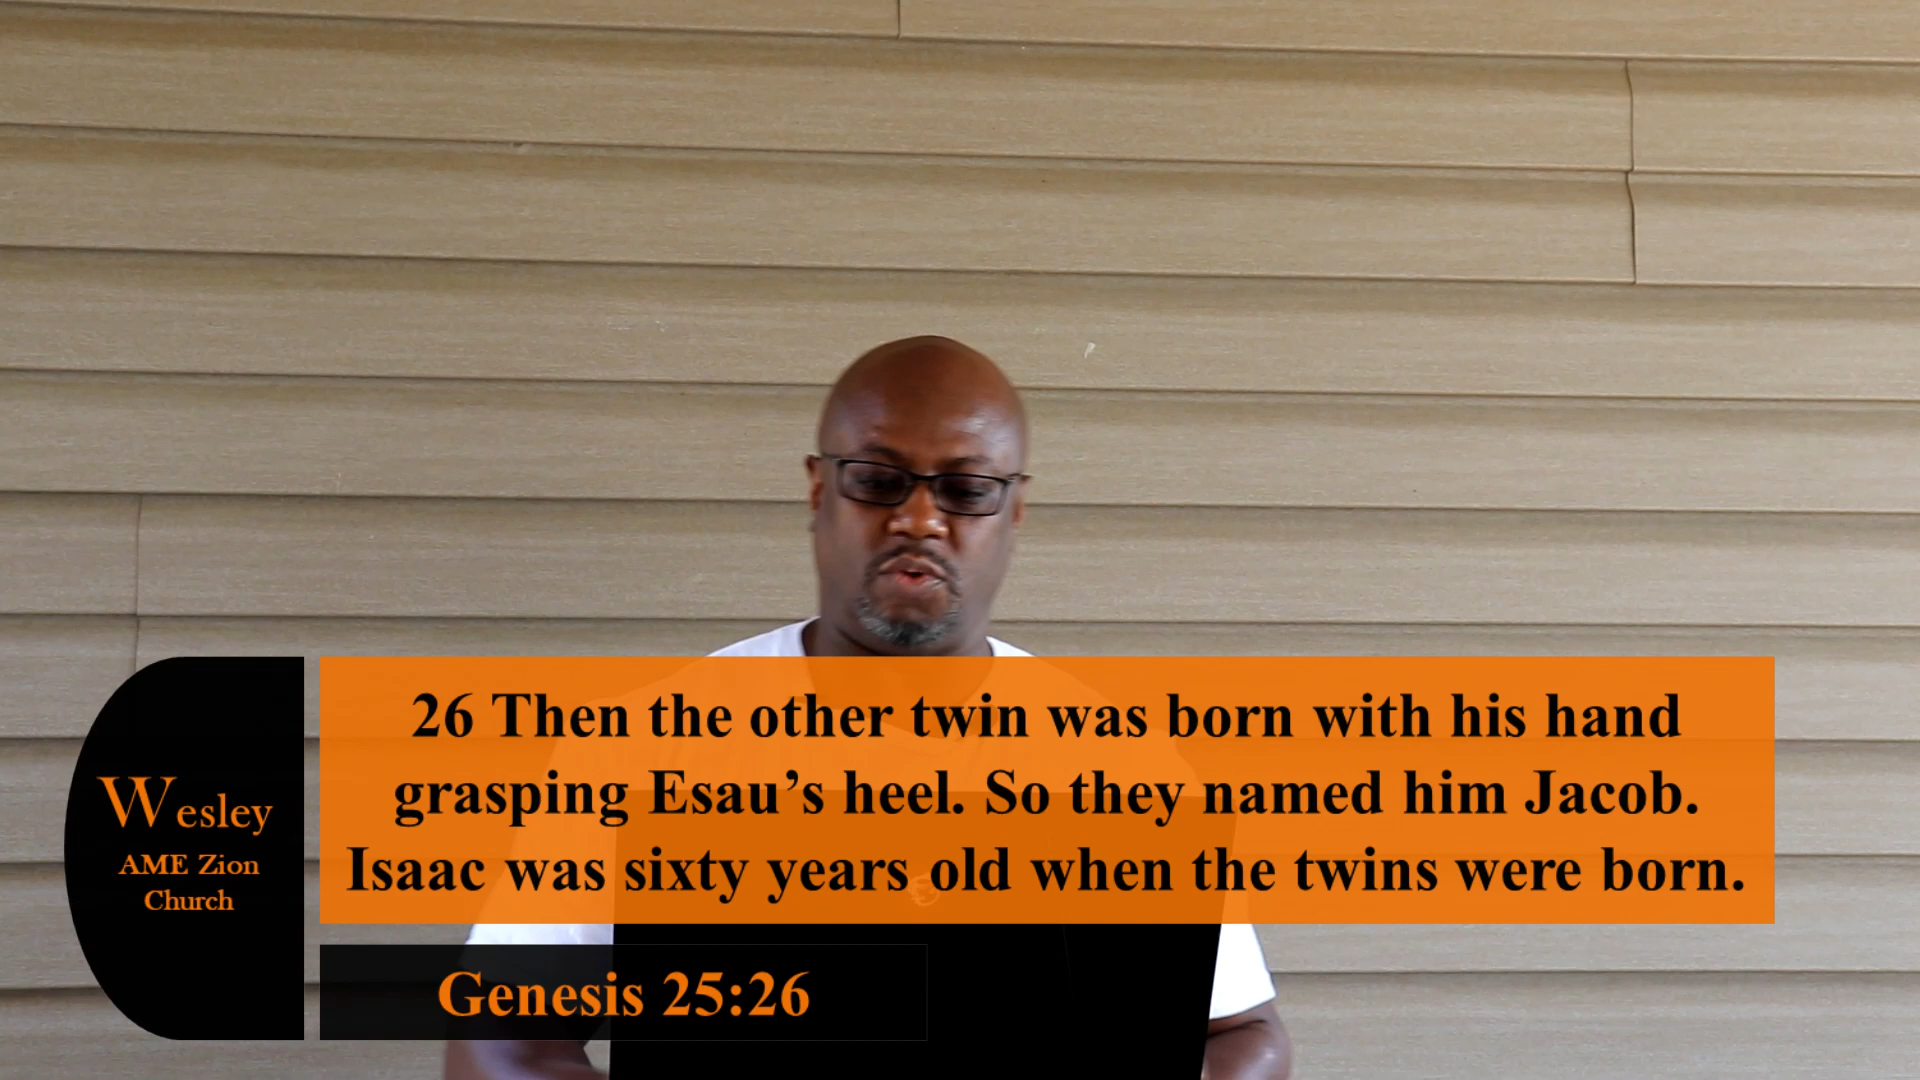 26 Then the other twin was born with his hand
grasping Esau’s heel. So they named him Jacob.
Isaac was sixty years old when the twins were born.
Wesley
AME Zion
Church
Genesis 25:26